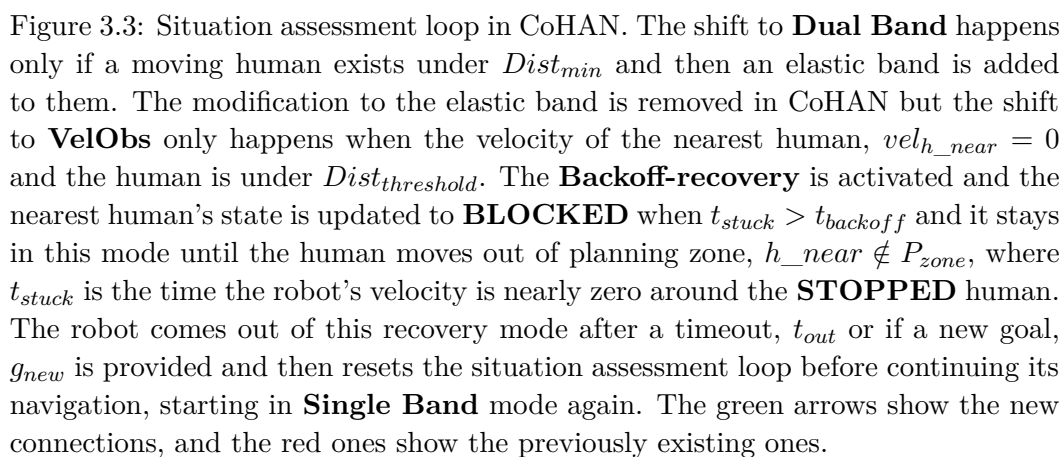 Figure 3.3: Situation assessment loop in CoHAN. The shift to Dual Band happens
only if a moving human exists under Dist_min and then an elastic band is added
to them. The modification to the elastic band is removed in CoHAN but the shift
to VelObs only happens when the velocity of the nearest human, vel_h_near = 0
and the human is under Dist_threshold. The Backoff-recovery is activated and the
nearest human's state is updated to BLOCKED when t_stuck > t_backoff and it stays
in this mode until the human moves out of planning zone, h_near ∉ P_zone, where
t_stuck is the time the robot's velocity is nearly zero around the STOPPED human.
The robot comes out of this recovery mode after a timeout, t_out or if a new goal,
g_new is provided and then resets the situation assessment loop before continuing its
navigation, starting in Single Band mode again. The green arrows show the new
connections, and the red ones show the previously existing ones.